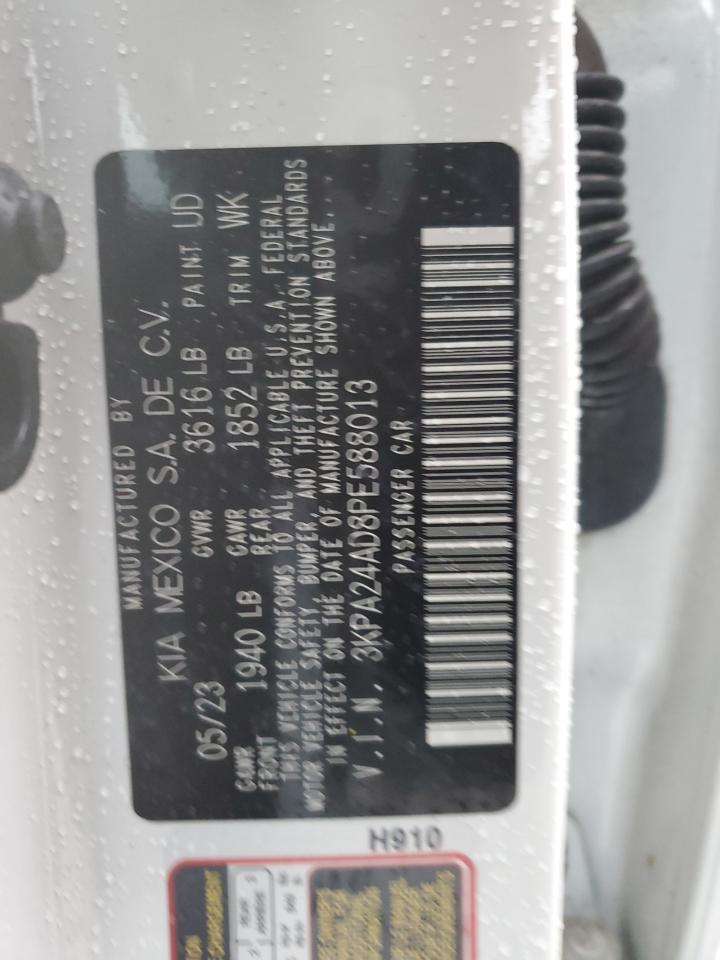 MANUFACTURED BY
KIA MEXICO S.A. DE C.V.
05/23 GVWR 3616 LB PAINT UD
GAWR FRONT 1940 LB GAWR REAR 1852 LB TRIM WK
THIS VEHICLE CONFORMS TO ALL APPLICABLE U.S.A. FEDERAL
MOTOR VEHICLE SAFETY, BUMPER, AND THEFT PREVENTION STANDARDS
IN EFFECT ON THE DATE OF MANUFACTURE SHOWN ABOVE.
V.I.N. 3KPA24AD8PE588013
PASSENGER CAR
H910